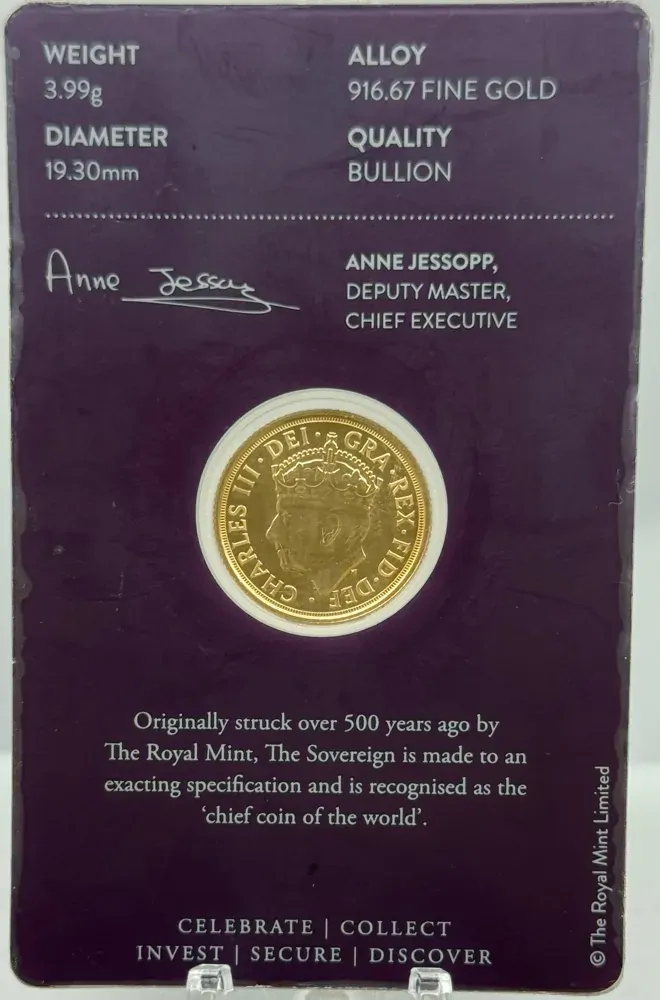 WEIGHT
3.99g
ALLOY
916.67 FINE GOLD
DIAMETER
19.30mm
QUALITY
BULLION
Anne Jessopp
ANNE JESSOPP,
DEPUTY MASTER,
CHIEF EXECUTIVE
CHARLES III · DEI · GRA · REX · FID · DEF ·
Originally struck over 500 years ago by
The Royal Mint, The Sovereign is made to an
exacting specification and is recognised as the
‘chief coin of the world’.
© The Royal Mint Limited
CELEBRATE | COLLECT
INVEST | SECURE | DISCOVER